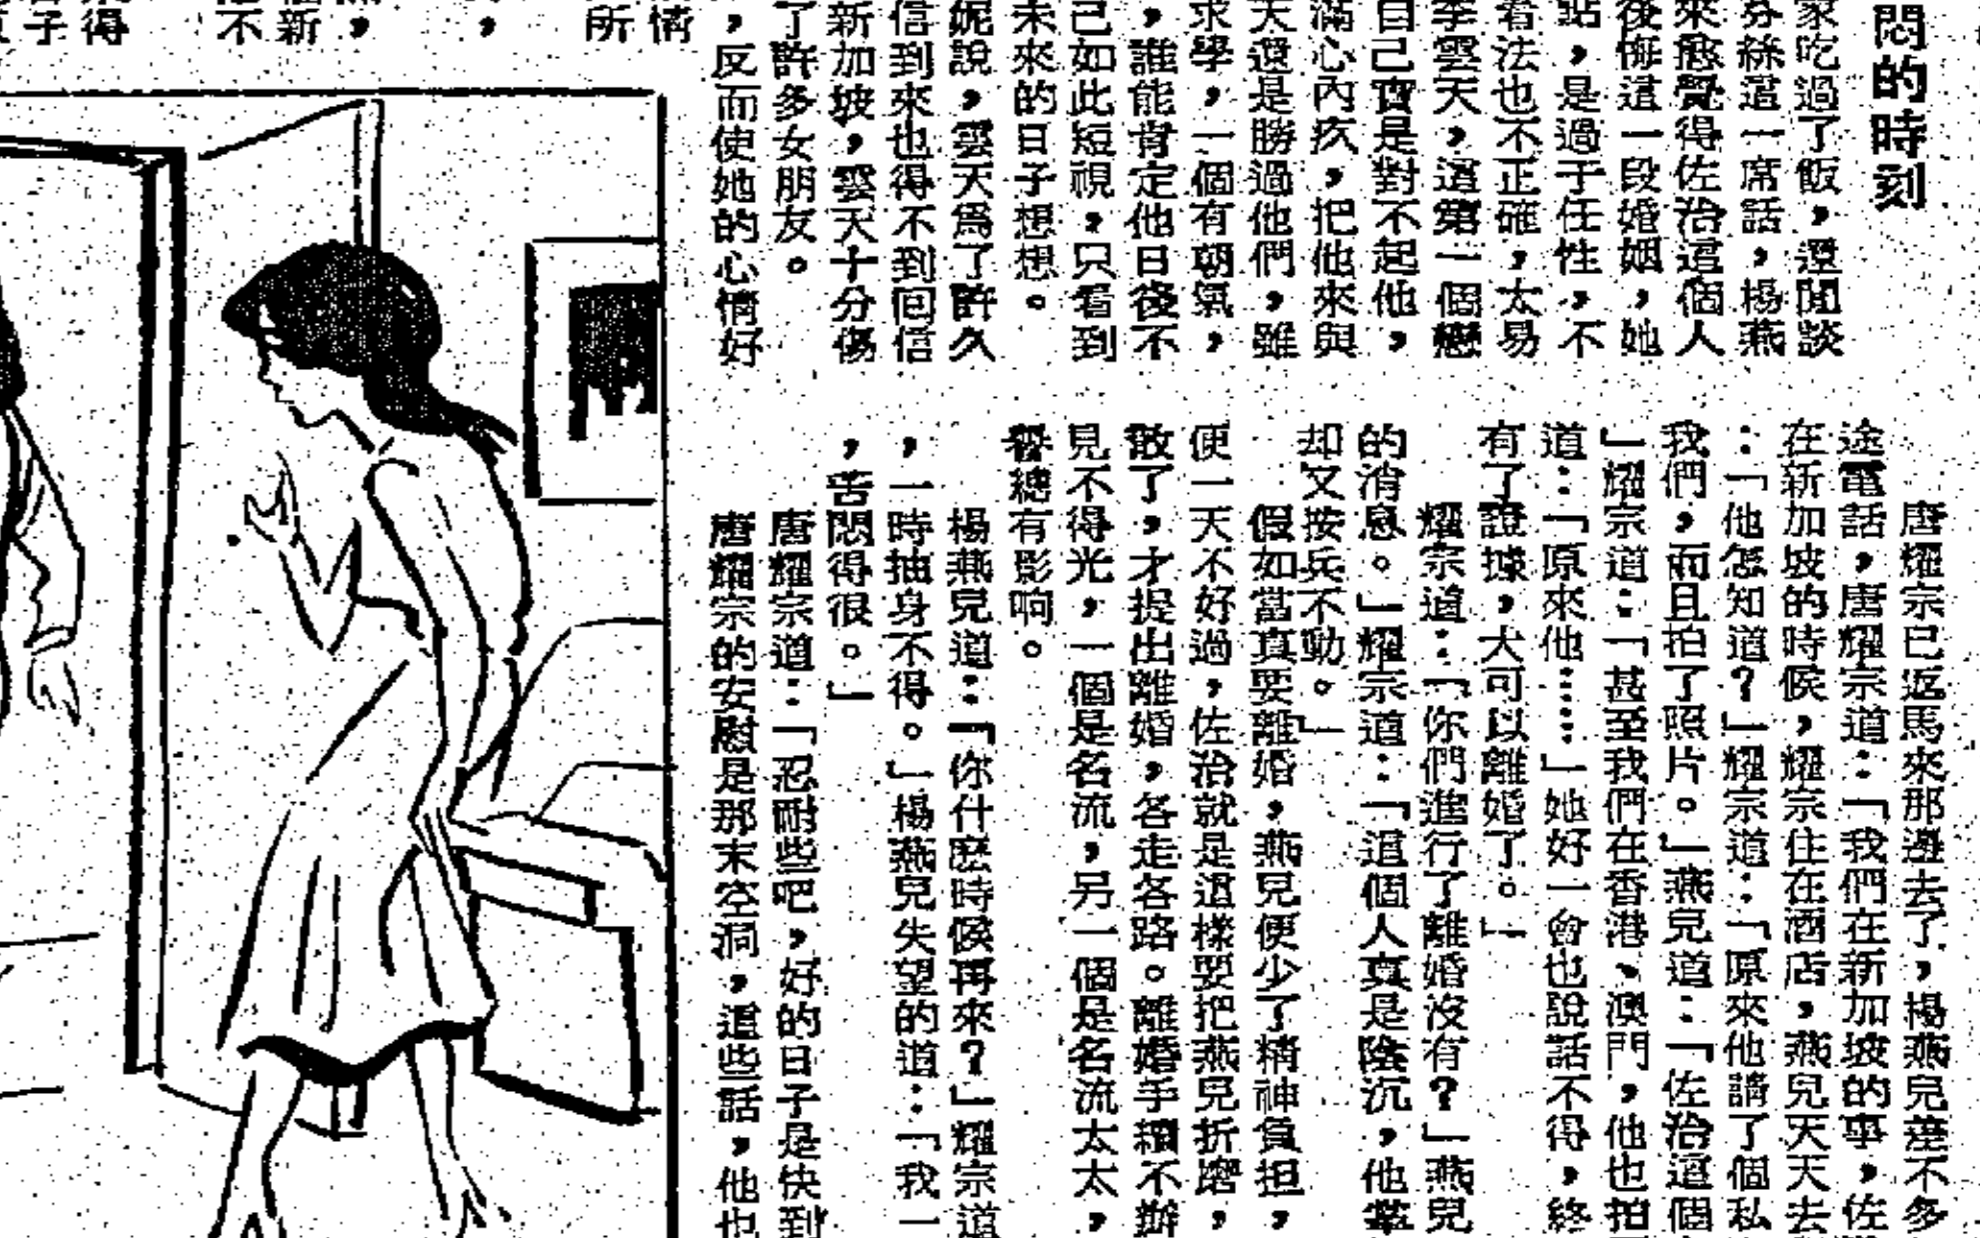 悶的時刻
家吃過了飯，還閒談
芬絲這一席話，楊燕
來愈覺得佐治這個人
後悔這一段婚姻，她
點，是過于任性，不
看法也不正確，太易
李雲天，這第一個戀
自己實是對不起他，
滿心內疚，把他來與
天還是勝過他們，雖
求學，一個有朝氣，
，誰能肯定他日後不
己如此短視，只看到
未來的日子想想。
妮說，雲天爲了許久
信到來也得不到回信
新加坡，雲天十分傷
了許多女朋友。
，反而使她的心情好
情
所
，
，
新
不
得
子
唐耀宗已返馬來那邊去了，楊燕兒差不多
途電話，唐耀宗道：「我們在新加坡的事，佐
在新加坡的時候，耀宗住在酒店，燕兒天天去
：「他怎知道？」耀宗道：「原來他請了個私
我們，而且拍了照片。」燕兒道：「佐治這個
」耀宗道：「甚至我們在香港、澳門，他也拍
道：「原來他……」她好一會也說話不得，終
有了證據，大可以離婚了。」
耀宗道：「你們進行了離婚沒有？」燕兒
的消息。」耀宗道：「這個人真是陰沉，他掌
却又按兵不動。」
假如當真要離婚，燕兒便少了精神負担，
便一天不好過，佐治就是這樣要把燕兒折磨，
散了，才提出離婚，各走各路。離婚手續不辦
見不得光，一個是名流，另一個是名流太太，
譽總有影响。
楊燕兒道：「你什麽時候再來？」耀宗道
，一時抽身不得。」楊燕兒失望的道：「我一
，苦悶得很。」
唐耀宗道：「忍耐些吧，好的日子是快到
唐耀宗的安慰是那末空洞，這些話，他也